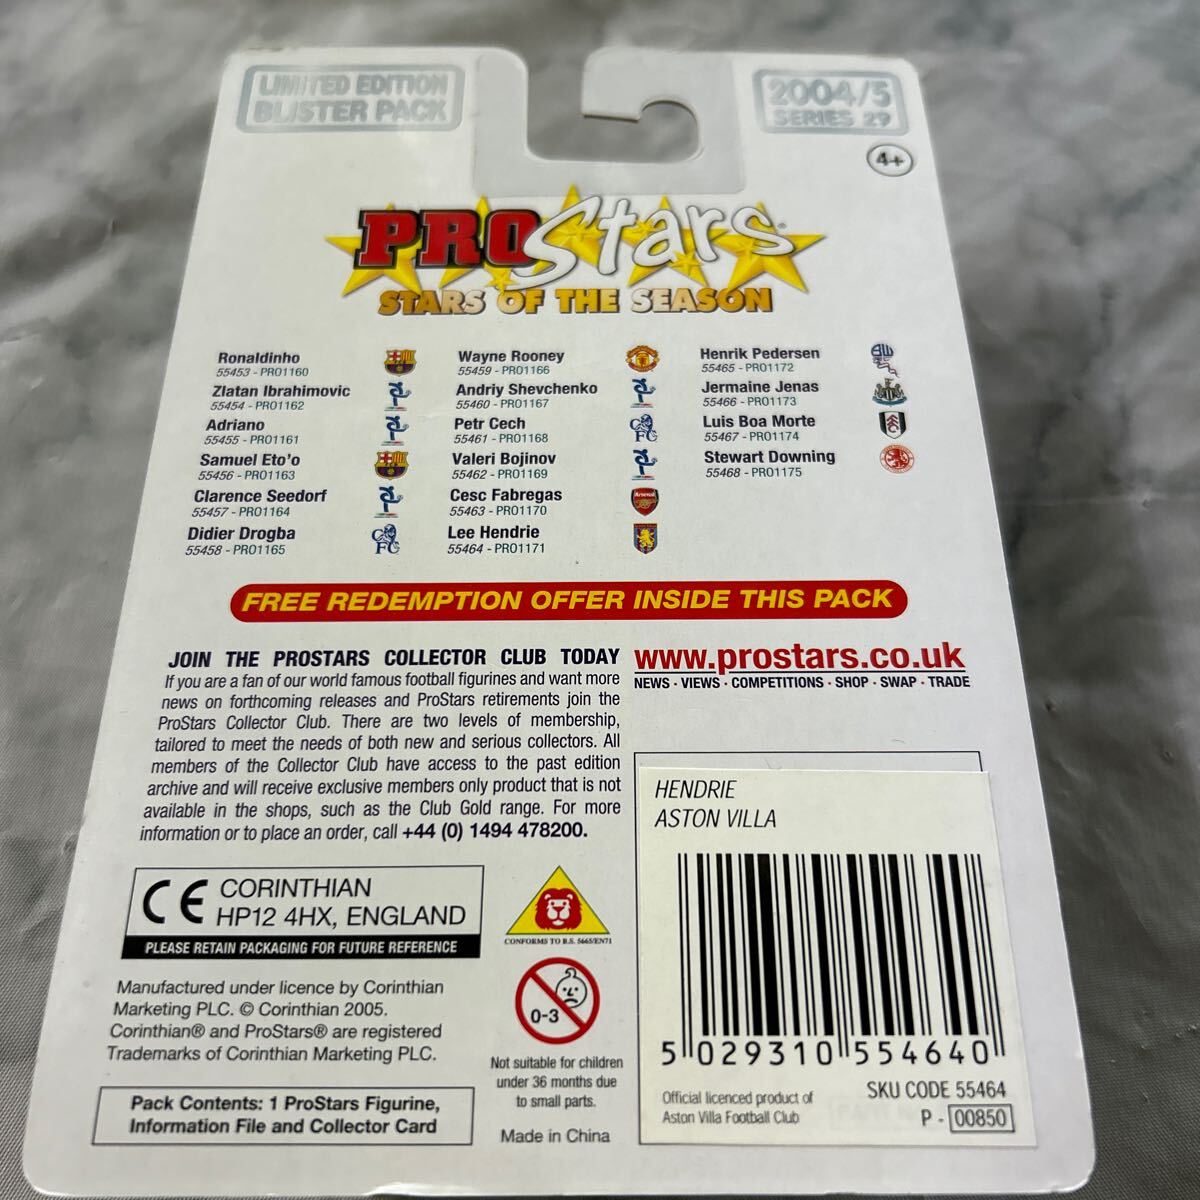 LIMITED EDITION
BLISTER PACK
2004/5
SERIES 29
4+
PROStars®
STARS OF THE SEASON
Ronaldinho
55453 - PRO1160
Zlatan Ibrahimovic
55454 - PRO1162
Adriano
55455 - PRO1161
Samuel Eto'o
55456 - PRO1163
Clarence Seedorf
55457 - PRO1164
Didier Drogba
55458 - PRO1165
Wayne Rooney
55459 - PRO1166
Andriy Shevchenko
55460 - PRO1167
Petr Cech
55461 - PRO1168
Valeri Bojinov
55462 - PRO1169
Cesc Fabregas
55463 - PRO1170
Lee Hendrie
55464 - PRO1171
Henrik Pedersen
55465 - PRO1172
Jermaine Jenas
55466 - PRO1173
Luis Boa Morte
55467 - PRO1174
Stewart Downing
55468 - PRO1175
FREE REDEMPTION OFFER INSIDE THIS PACK
JOIN THE PROSTARS COLLECTOR CLUB TODAY
If you are a fan of our world famous football figurines and want more
news on forthcoming releases and ProStars retirements join the
ProStars Collector Club. There are two levels of membership,
tailored to meet the needs of both new and serious collectors. All
members of the Collector Club have access to the past edition
archive and will receive exclusive members only product that is not
available in the shops, such as the Club Gold range. For more
information or to place an order, call +44 (0) 1494 478200.
www.prostars.co.uk
NEWS · VIEWS · COMPETITIONS · SHOP · SWAP · TRADE
CE CORINTHIAN
HP12 4HX, ENGLAND
PLEASE RETAIN PACKAGING FOR FUTURE REFERENCE
Manufactured under licence by Corinthian
Marketing PLC. © Corinthian 2005.
Corinthian® and ProStars® are registered
Trademarks of Corinthian Marketing PLC.
Pack Contents: 1 ProStars Figurine,
Information File and Collector Card
CONFORMS TO B.S. 5665/EN71
0-3
Not suitable for children
under 36 months due
to small parts.
Made in China
HENDRIE
ASTON VILLA
5 029310 554640
SKU CODE 55464
Official licenced product of
Aston Villa Football Club
P - 00850